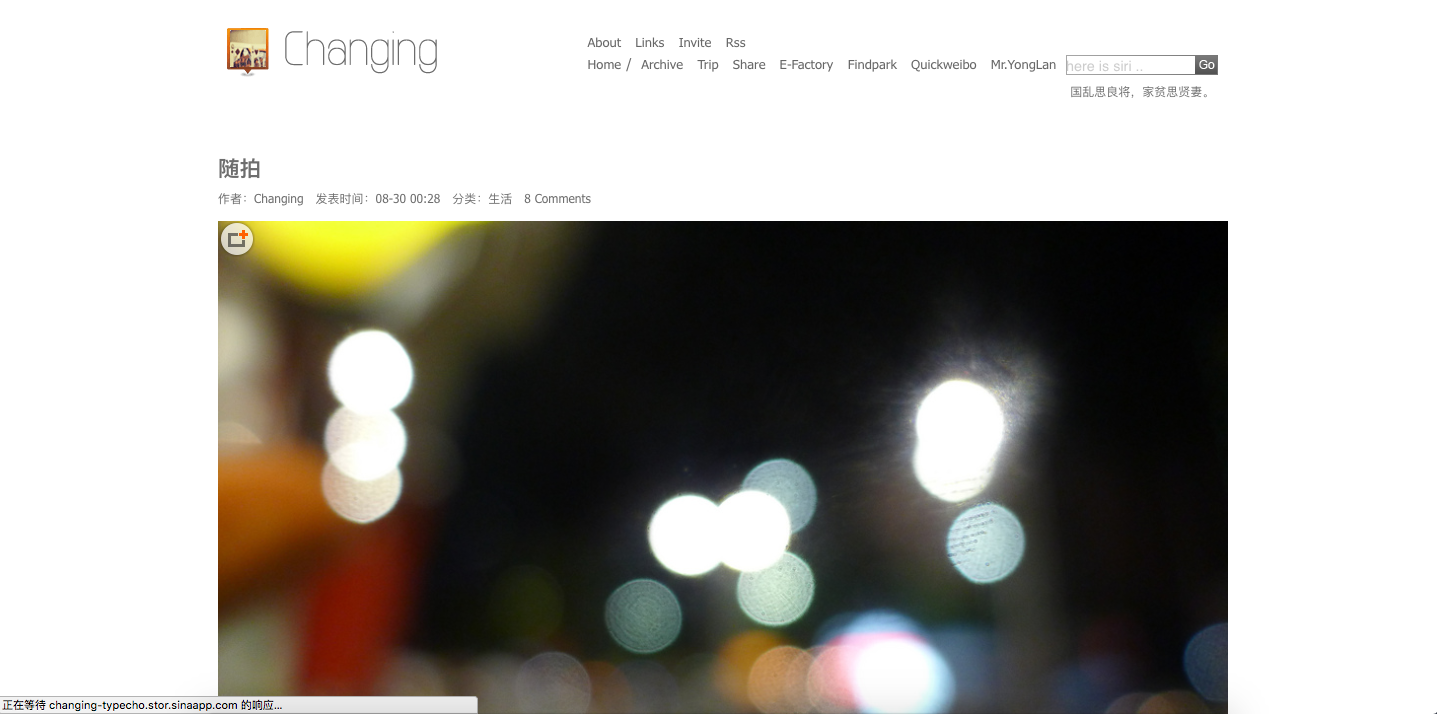 Changing
About Links Invite Rss
Home / Archive Trip Share E-Factory Findpark Quickweibo Mr.YongLan
here is siri .. Go
国乱思良将，家贫思贤妻。
随拍
作者：Changing 发表时间：08-30 00:28 分类：生活 8 Comments
正在等待 changing-typecho.stor.sinaapp.com 的响应...